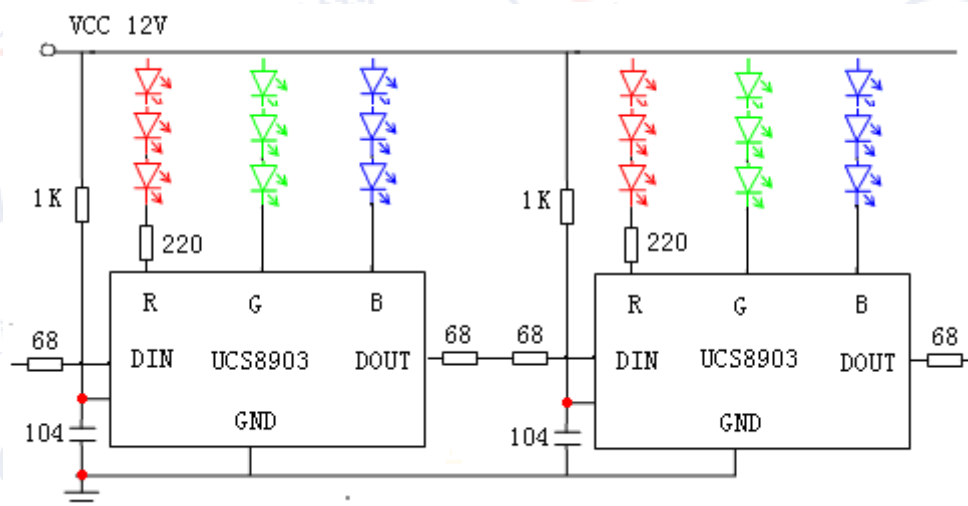 VCC 12V
1K
220
1K
220
R G B
R G B
68
DIN UCS8903 DOUT
68
68
DIN UCS8903 DOUT
68
GND
GND
104
104